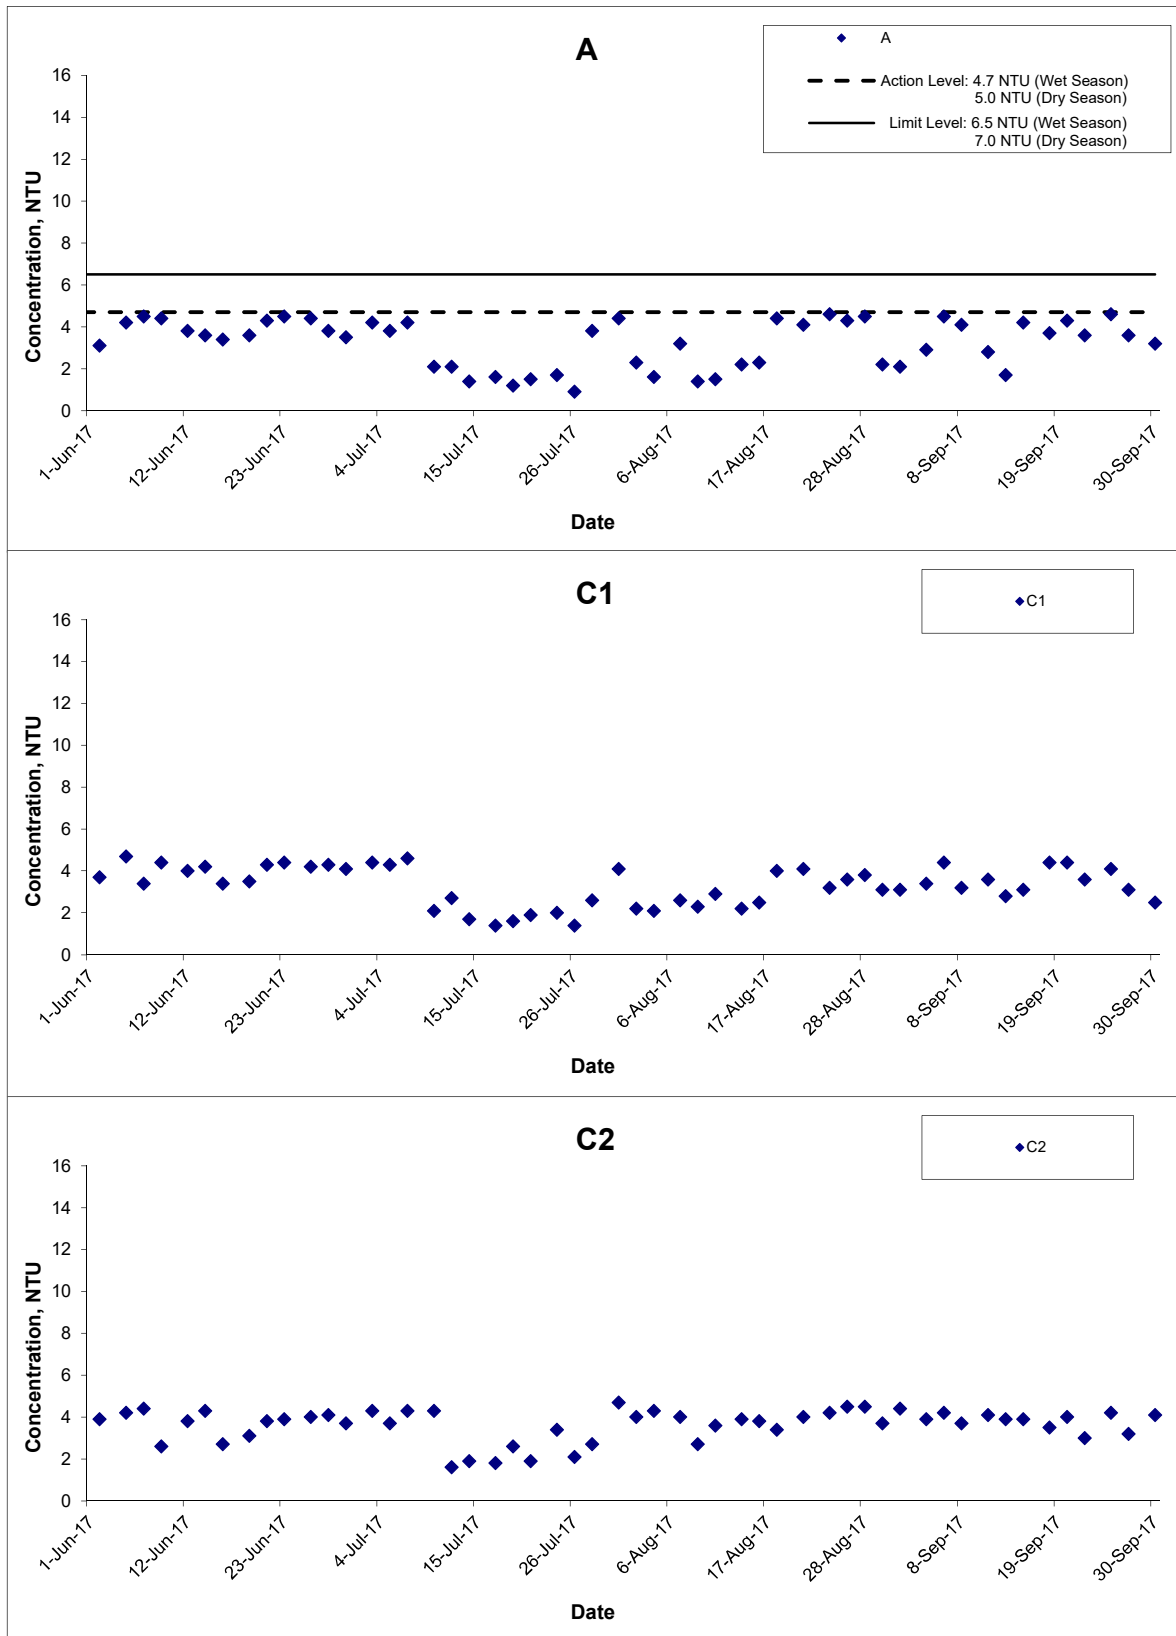 A
A
Action Level: 4.7 NTU (Wet Season)
5.0 NTU (Dry Season)
Limit Level: 6.5 NTU (Wet Season)
7.0 NTU (Dry Season)
Concentration, NTU
16
14
12
10
8
6
4
2
0
1-Jun-17
12-Jun-17
23-Jun-17
4-Jul-17
15-Jul-17
26-Jul-17
6-Aug-17
17-Aug-17
28-Aug-17
8-Sep-17
19-Sep-17
30-Sep-17
Date
C1
C1
Concentration, NTU
16
14
12
10
8
6
4
2
0
1-Jun-17
12-Jun-17
23-Jun-17
4-Jul-17
15-Jul-17
26-Jul-17
6-Aug-17
17-Aug-17
28-Aug-17
8-Sep-17
19-Sep-17
30-Sep-17
Date
C2
C2
Concentration, NTU
16
14
12
10
8
6
4
2
0
1-Jun-17
12-Jun-17
23-Jun-17
4-Jul-17
15-Jul-17
26-Jul-17
6-Aug-17
17-Aug-17
28-Aug-17
8-Sep-17
19-Sep-17
30-Sep-17
Date